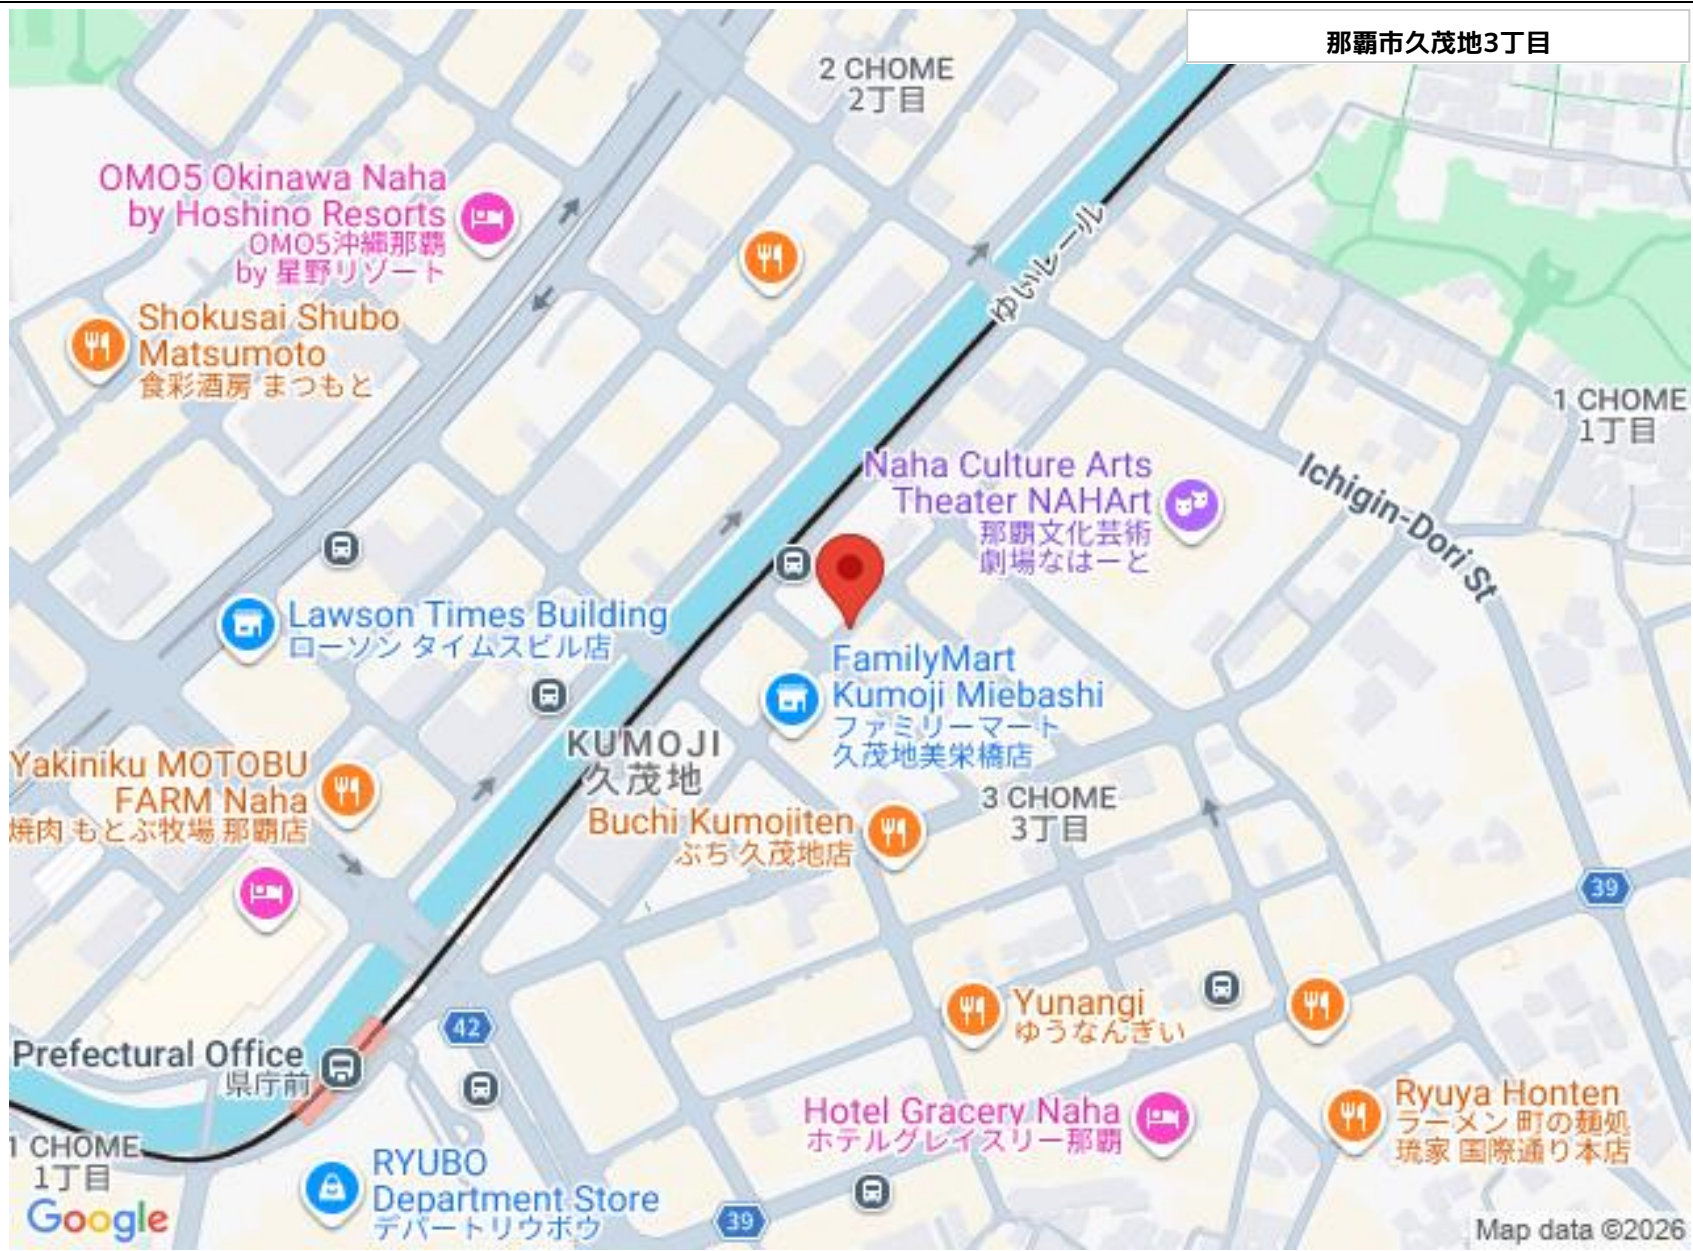 那覇市久茂地3丁目
2 CHOME
2丁目
OMO5 Okinawa Naha
by Hoshino Resorts
OMO5沖縄那覇
by 星野リゾート
ゆいレール
Shokusai Shubo
Matsumoto
食彩酒房 まつもと
1 CHOME
1丁目
Ichigin-Dori St
Naha Culture Arts
Theater NAHArt
那覇文化芸術
劇場なはーと
Lawson Times Building
ローソン タイムスビル店
FamilyMart
Kumoji Miebashi
ファミリーマート
久茂地美栄橋店
KUMOJI
久茂地
Yakiniku MOTOBU
FARM Naha
焼肉 もとぶ牧場 那覇店
Buchi Kumojiten
ぶち 久茂地店
3 CHOME
3丁目
39
Yunangi
ゆうなんぎい
42
Prefectural Office
県庁前
Hotel Gracery Naha
ホテルグレイスリー那覇
Ryuya Honten
ラーメン 町の麺処
琉家 国際通り本店
1 CHOME
1丁目
RYUBO
Department Store
デパートリウボウ
39
Google
Map data ©2026